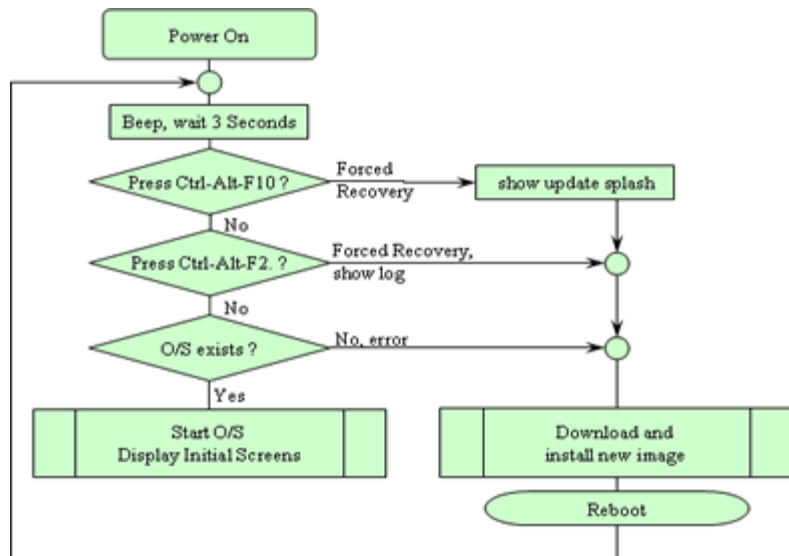 Power On
Beep, wait 3 Seconds
Press Ctrl-Alt-F10 ?
Forced
Recovery
show update splash
No
Press Ctrl-Alt-F2. ?
Forced Recovery,
show log
No
O/S exists ?
No, error
Yes
Start O/S
Display Initial Screens
Download and
install new image
Reboot